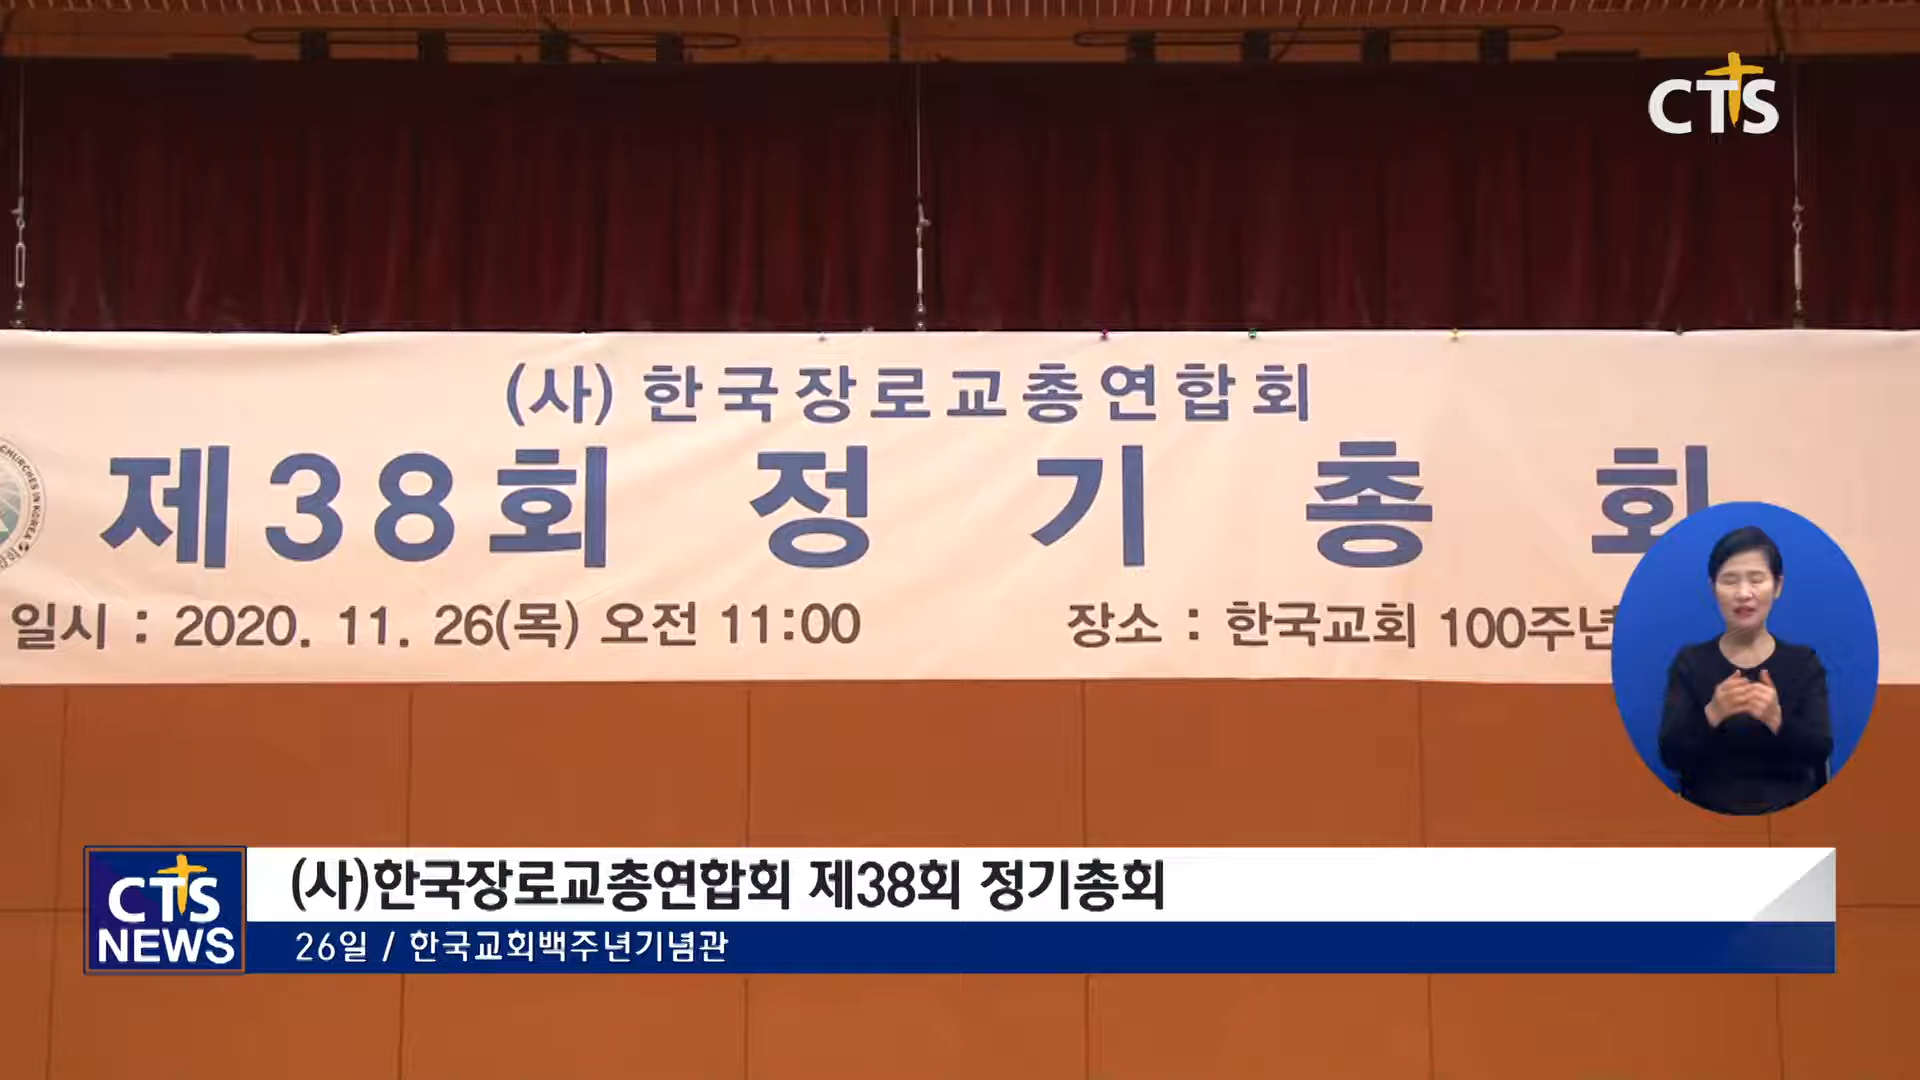 CTS
(사) 한국장로교총연합회
제38회 정기총회
CHURCHES IN KOREA
일시 : 2020. 11. 26(목) 오전 11:00
장소 : 한국교회 100주년
CTS NEWS
(사)한국장로교총연합회 제38회 정기총회
26일 / 한국교회백주년기념관